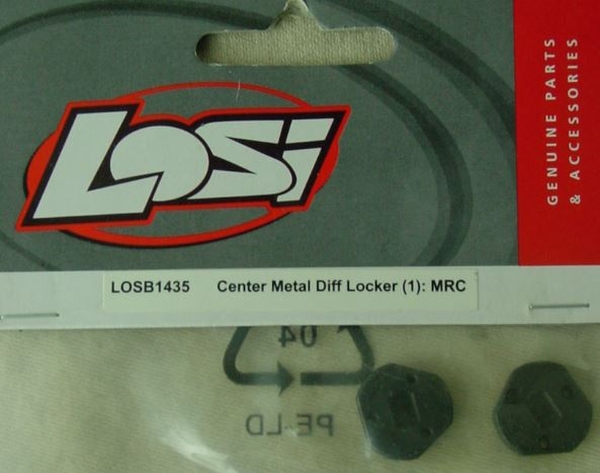 LOSI
GENUINE PARTS
& ACCESSORIES
LOSB1435 Center Metal Diff Locker (1): MRC
04
PE-LD